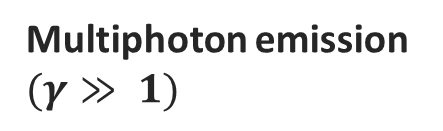 Multiphoton emission
(γ ≫ 1)